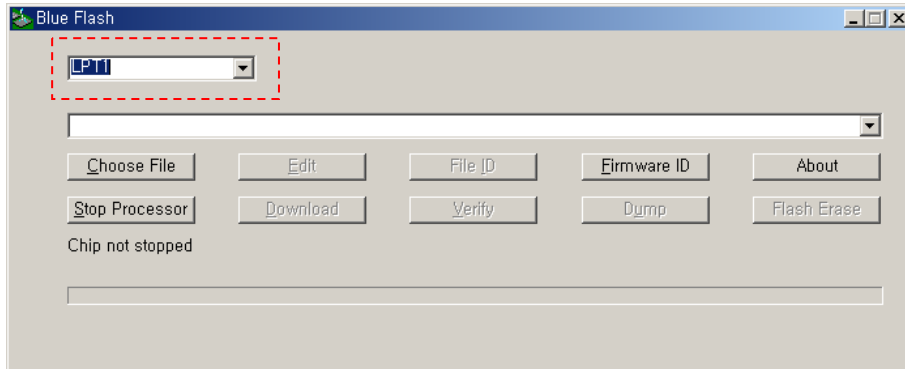 Blue Flash
LPT1
Choose File Edit File ID Firmware ID About
Stop Processor Download Verify Dump Flash Erase
Chip not stopped